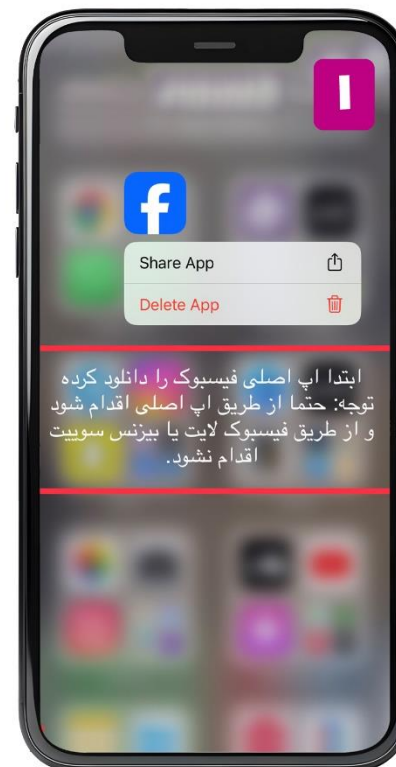 ۱
Share App
Delete App
ابتدا اپ اصلی فیسبوک را دانلود کرده
توجه: حتما از طریق اپ اصلی اقدام شود
و از طریق فیسبوک لایت یا بیزنس سوییت
اقدام نشود.